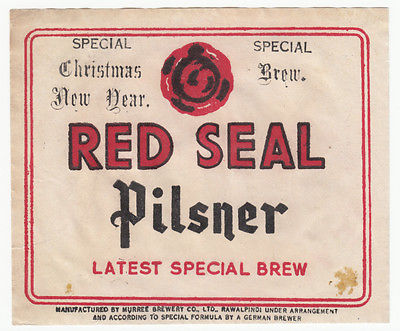 SPECIAL
Christmas
New Year.
SPECIAL
Brew.
RED SEAL
Pilsner
LATEST SPECIAL BREW
MANUFACTURED BY MURREE BREWERY CO., LTD., RAWALPINDI UNDER ARRANGEMENT
AND ACCORDING TO SPECIAL FORMULA BY A GERMAN BREWER